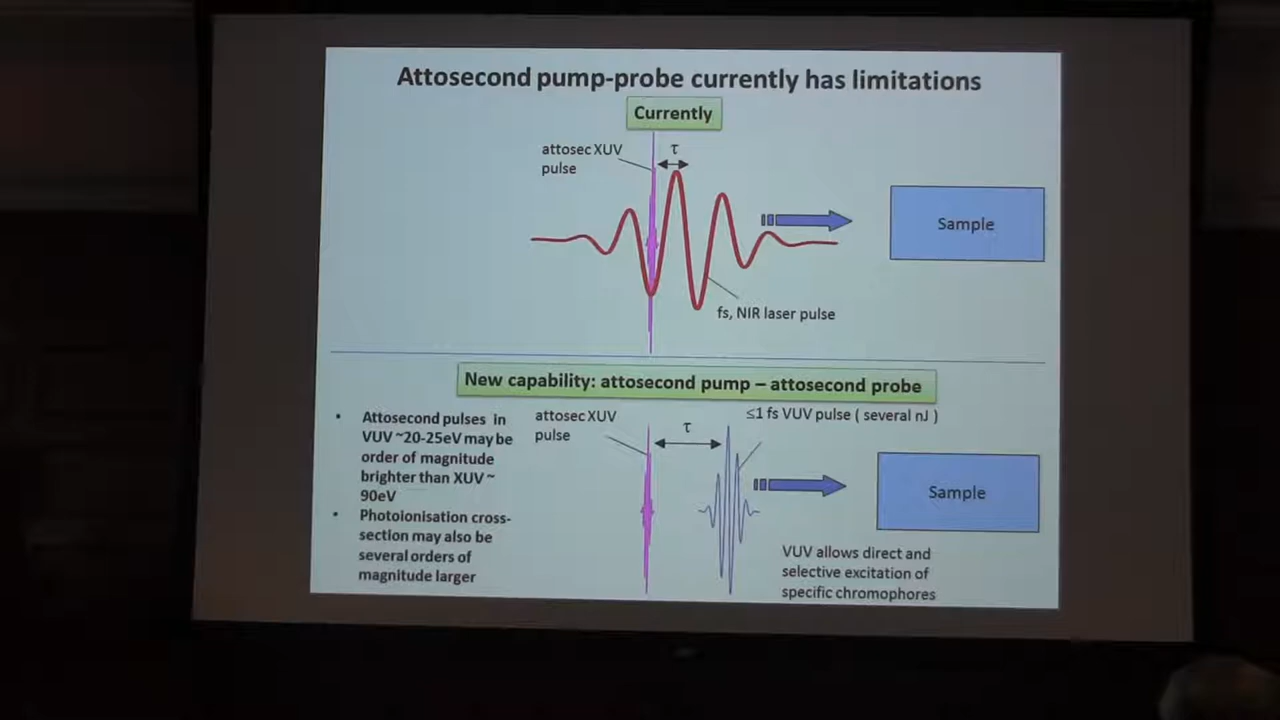 Attosecond pump-probe currently has limitations
Currently
attosec XUV
pulse
τ
Sample
fs, NIR laser pulse
New capability: attosecond pump – attosecond probe
• Attosecond pulses in
VUV ~20-25eV may be
order of magnitude
brighter than XUV ~
90eV
• Photoionisation cross-
section may also be
several orders of
magnitude larger
attosec XUV
pulse
τ
≤1 fs VUV pulse ( several nJ )
Sample
VUV allows direct and
selective excitation of
specific chromophores